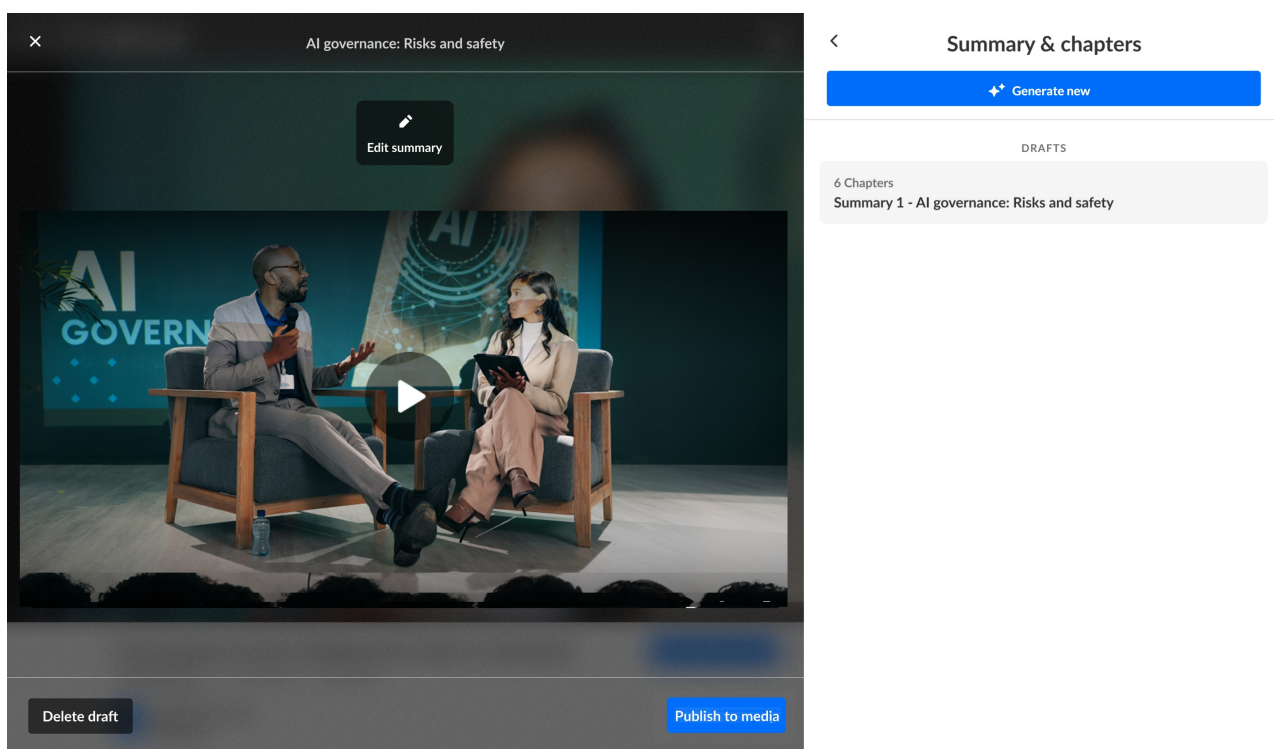 AI governance: Risks and safety
Edit summary
AI
AI
GOVERN
Delete draft
Publish to media
Summary & chapters
Generate new
DRAFTS
6 Chapters
Summary 1 - AI governance: Risks and safety